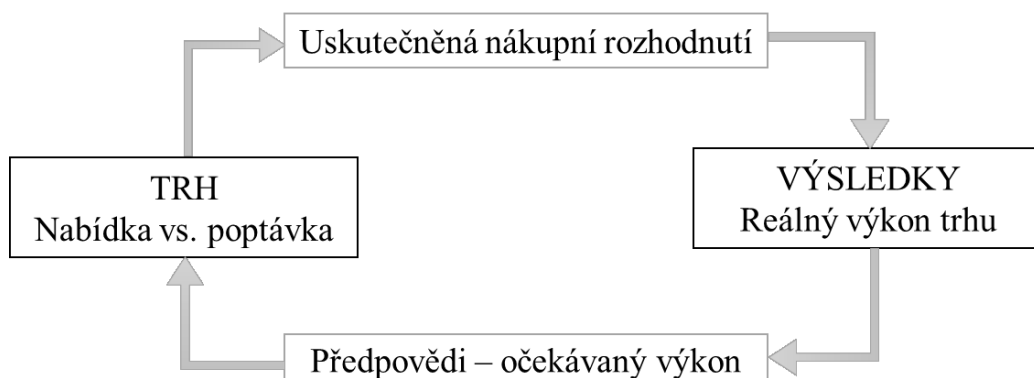 Uskutečněná nákupní rozhodnutí
TRH
Nabídka vs. poptávka
VÝSLEDKY
Reálný výkon trhu
Předpovědi – očekávaný výkon